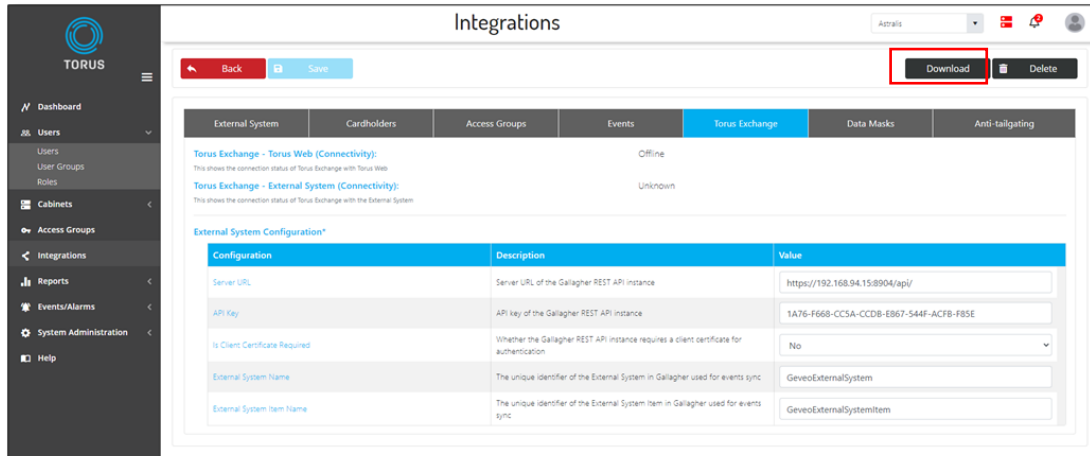 Integrations
Astralis
2
TORUS
Back
Save
Download
Delete
Dashboard
Users
Users
User Groups
Roles
Cabinets
Access Groups
Integrations
Reports
Events/Alarms
System Administration
Help
External System
Cardholders
Access Groups
Events
Torus Exchange
Data Masks
Anti-tailgating
Torus Exchange - Torus Web (Connectivity):
Offline
This shows the connection status of Torus Exchange with Torus Web
Torus Exchange - External System (Connectivity):
Unknown
This shows the connection status of Torus Exchange with the External System
External System Configuration*
Configuration Description Value
Server URL Server URL of the Gallagher REST API instance https://192.168.94.15:8904/api/
API Key API key of the Gallagher REST API instance 1A76-F668-CC5A-CCDB-E867-544F-ACFB-F85E
Is Client Certificate Required Whether the Gallagher REST API instance requires a client certificate for No
authentication
External System Name The unique identifier of the External System in Gallagher used for events sync GeveoExternalSystem
External System Item Name The unique identifier of the External System Item in Gallagher used for events GeveoExternalSystemItem
sync